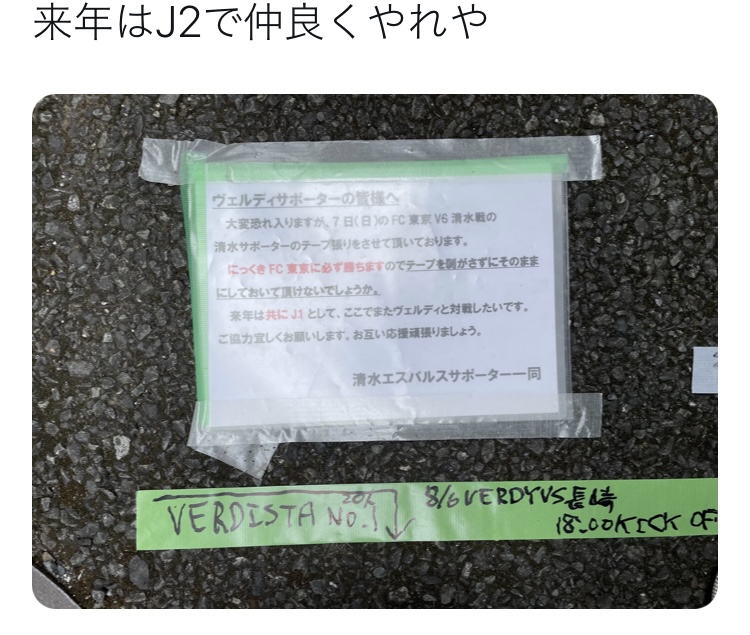 来年はJ2で仲良くやれや
ヴェルディサポーターの皆様へ
大変恐れ入りますが、7日(日)のFC東京VS清水戦の
清水サポーターのテープ張りをさせて頂いております。
にっくきFC東京に必ず勝ちますのでテープを剥がさずにそのまま
にしておいて頂けないでしょうか。
来年は共にJ1として、ここでまたヴェルディと対戦したいです。
ご協力宜しくお願いします。お互い応援頑張りましょう。
清水エスパルスサポーター一同
VERDISTA NO.1
8/6 VERDY VS 長崎
18:00 KICK OF